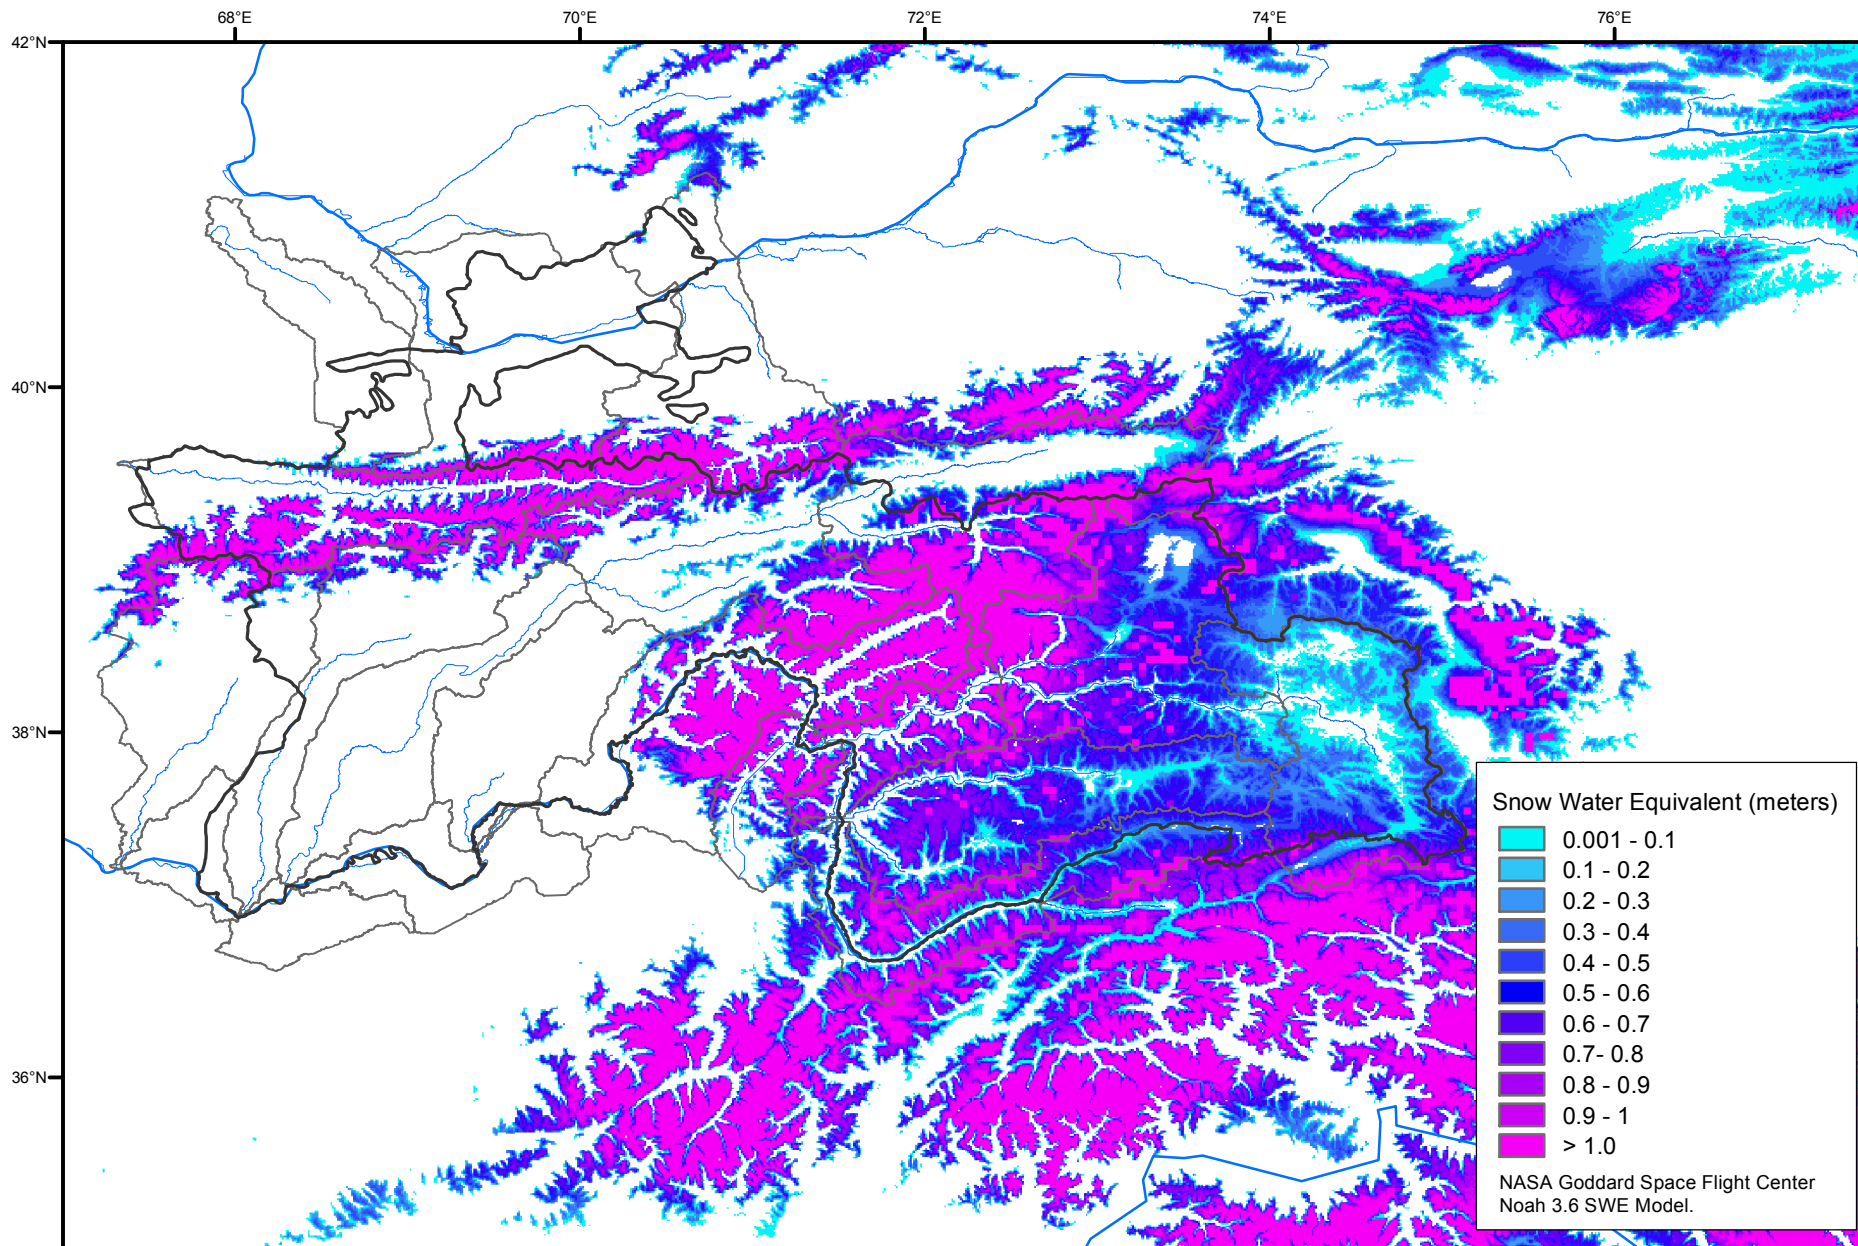 68°E
70°E
72°E
74°E
76°E
42°N
40°N
38°N
36°N
Snow Water Equivalent (meters)
0.001 - 0.1
0.1 - 0.2
0.2 - 0.3
0.3 - 0.4
0.4 - 0.5
0.5 - 0.6
0.6 - 0.7
0.7- 0.8
0.8 - 0.9
0.9 - 1
> 1.0
NASA Goddard Space Flight Center
Noah 3.6 SWE Model.